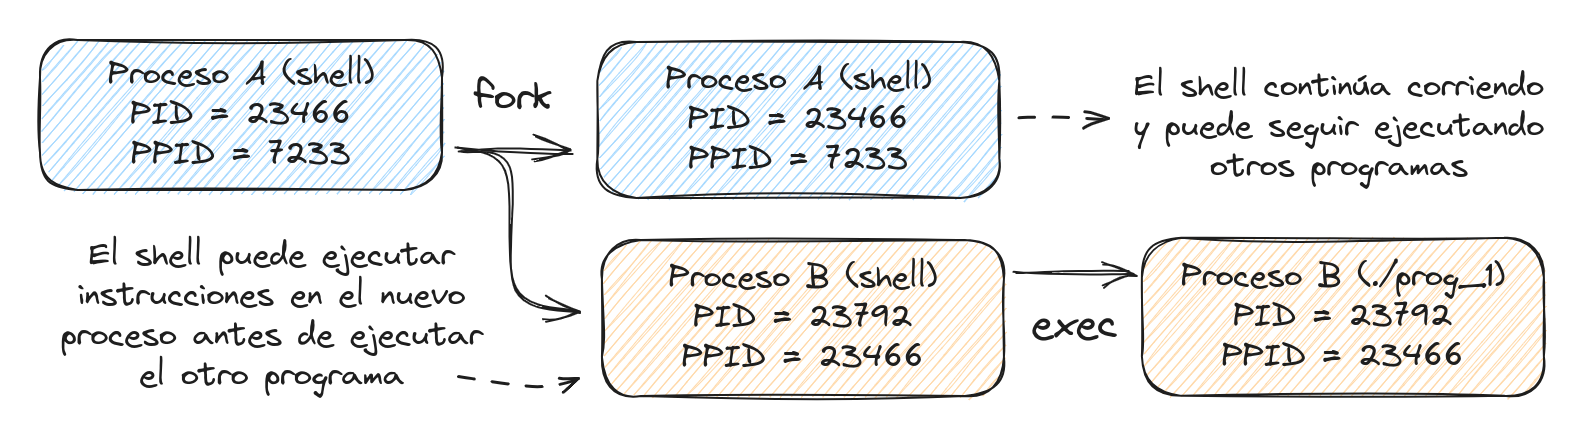 Proceso A (shell)
PID = 23466
PPID = 7233
fork
Proceso A (shell)
PID = 23466
PPID = 7233
El shell continúa corriendo
y puede seguir ejecutando
otros programas
El shell puede ejecutar
instrucciones en el nuevo
proceso antes de ejecutar
el otro programa
Proceso B (shell)
PID = 23792
PPID = 23466
exec
Proceso B (./prog_1)
PID = 23792
PPID = 23466